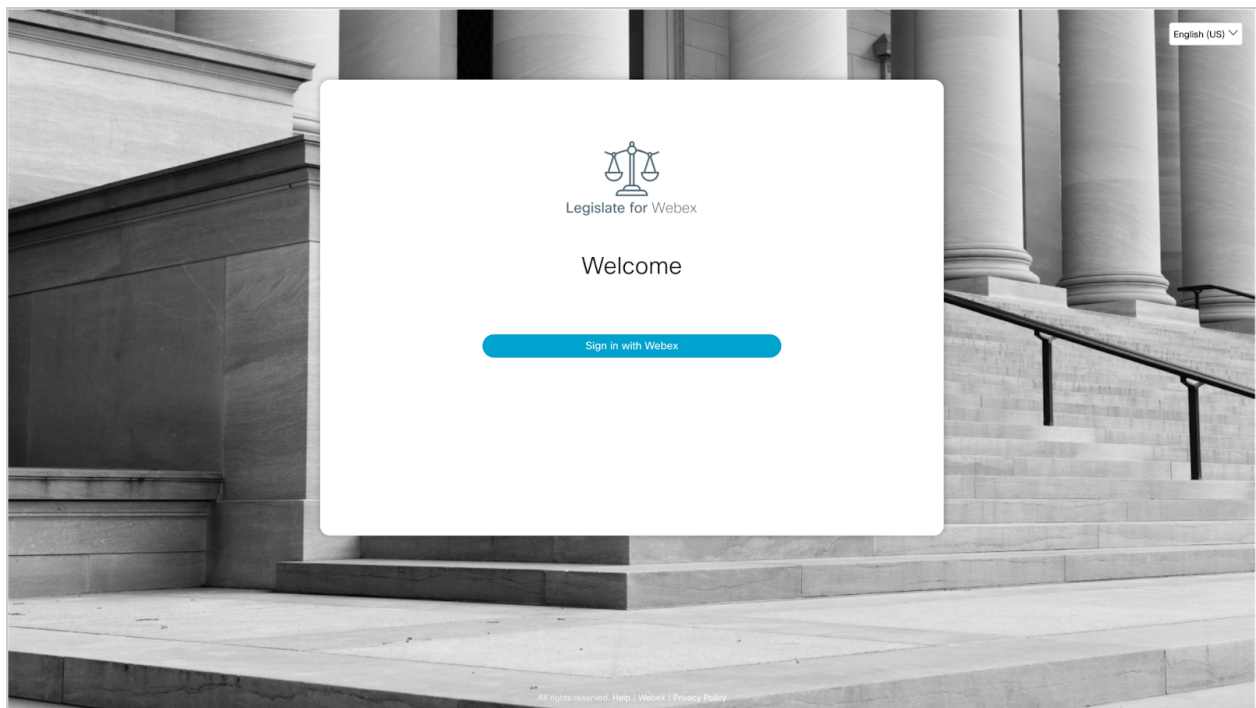 English (US)
Legislate for Webex
Welcome
Sign in with Webex
All rights reserved. Help | Webex | Privacy Policy